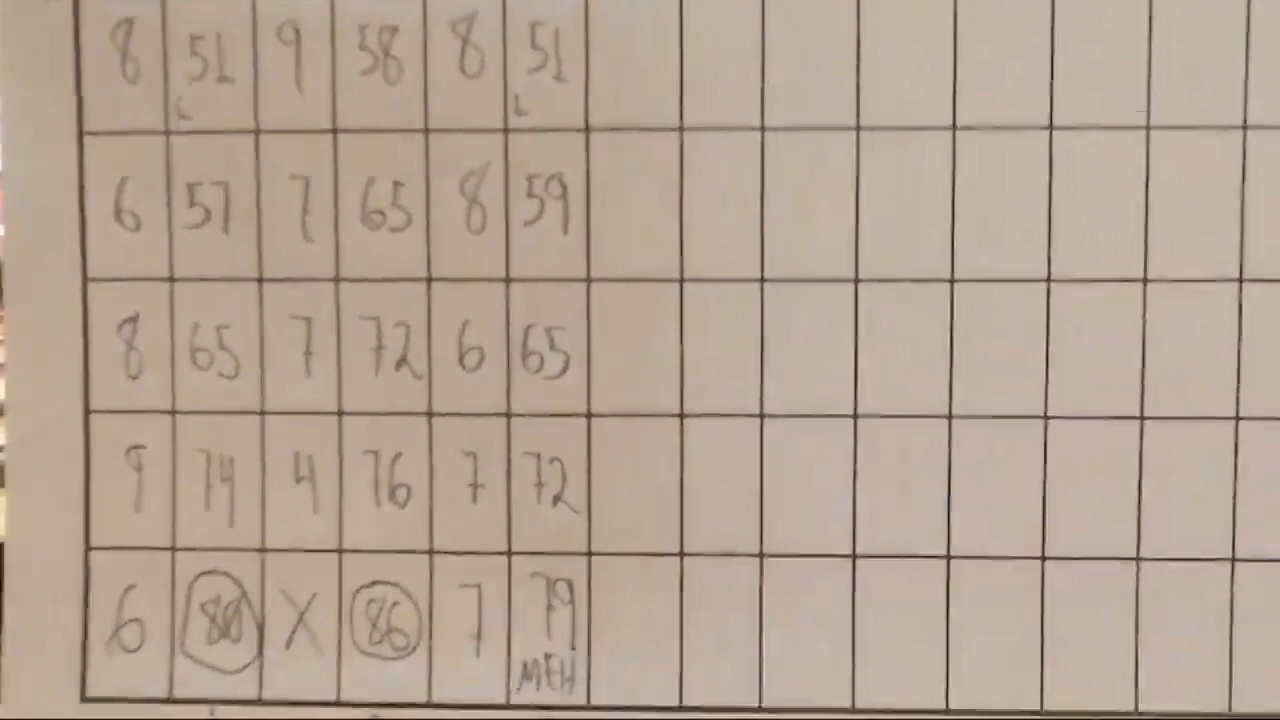 8 51 9 58 8 51
L L
6 57 7 65 8 59
8 65 7 72 6 65
9 74 4 76 7 72
6 80 X 86 7 79
MEH